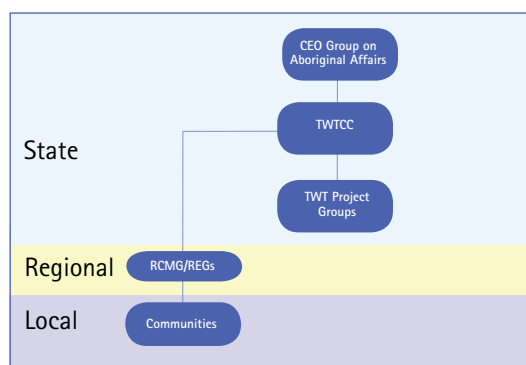 CEO Group on
Aboriginal Affairs
TWTCC
State
TWT Project
Groups
Regional
RCMG/REGs
Local
Communities